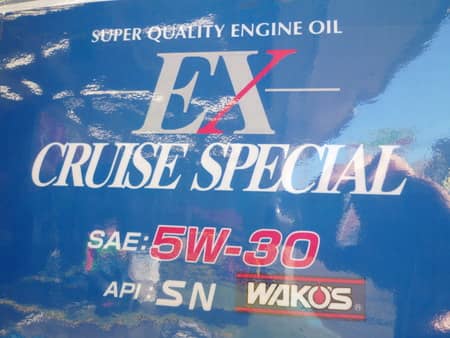 SUPER QUALITY ENGINE OIL
EX
CRUISE SPECIAL
SAE: 5W-30
API: SN WAKO'S